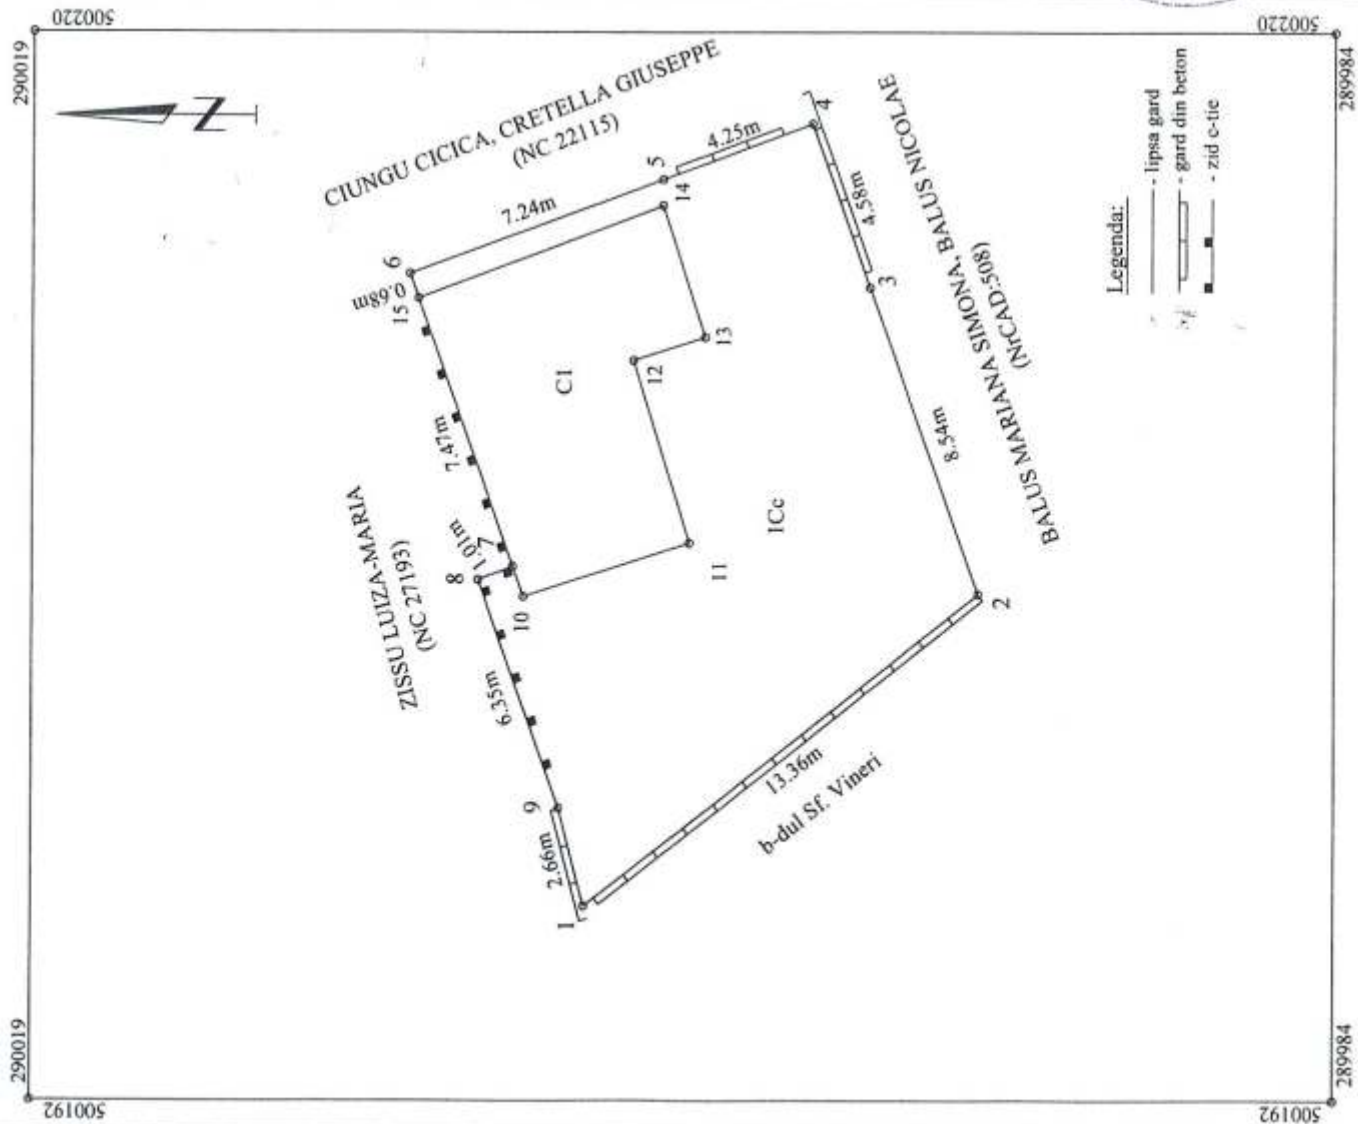 290019
500220
290019
500192
500220
289984
500192
289984
N
CIUNGU CICICA, CRETELLA GIUSEPPE
(NC 22115)
ZISSU LUIZA-MARIA
(NC 27193)
BALUS MARIANA SIMONA, BALUS NICOLAE
(NrCAD:508)
b-dul Sf. Vineri
6
7.24m
5
4.25m
4
15
0.68m
14
4.58m
3
7.47m
C1
13
12
8
1.01m
7
8.54m
10
11
1Cc
6.35m
2
9
2.66m
1
13.36m
Legenda:
- lipsa gard
- gard din beton
- zid c-tie